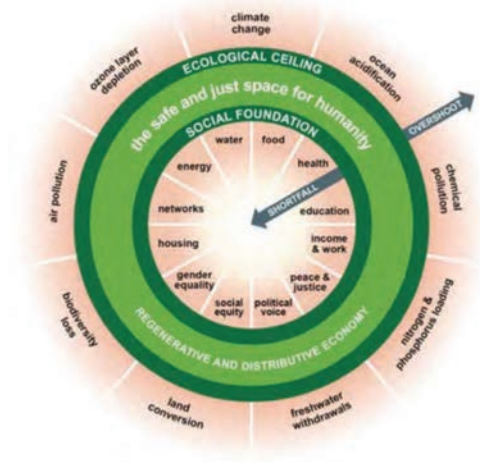 climate
change
ocean
acidification
chemical
pollution
nitrogen &
phosphorus loading
freshwater
withdrawals
land
conversion
biodiversity
loss
air pollution
ozone layer
depletion
ECOLOGICAL CEILING
the safe and just space for humanity
SOCIAL FOUNDATION
OVERSHOOT
SHORTFALL
water
food
health
education
income
& work
peace &
justice
political
voice
social
equity
gender
equality
housing
networks
energy
REGENERATIVE AND DISTRIBUTIVE ECONOMY